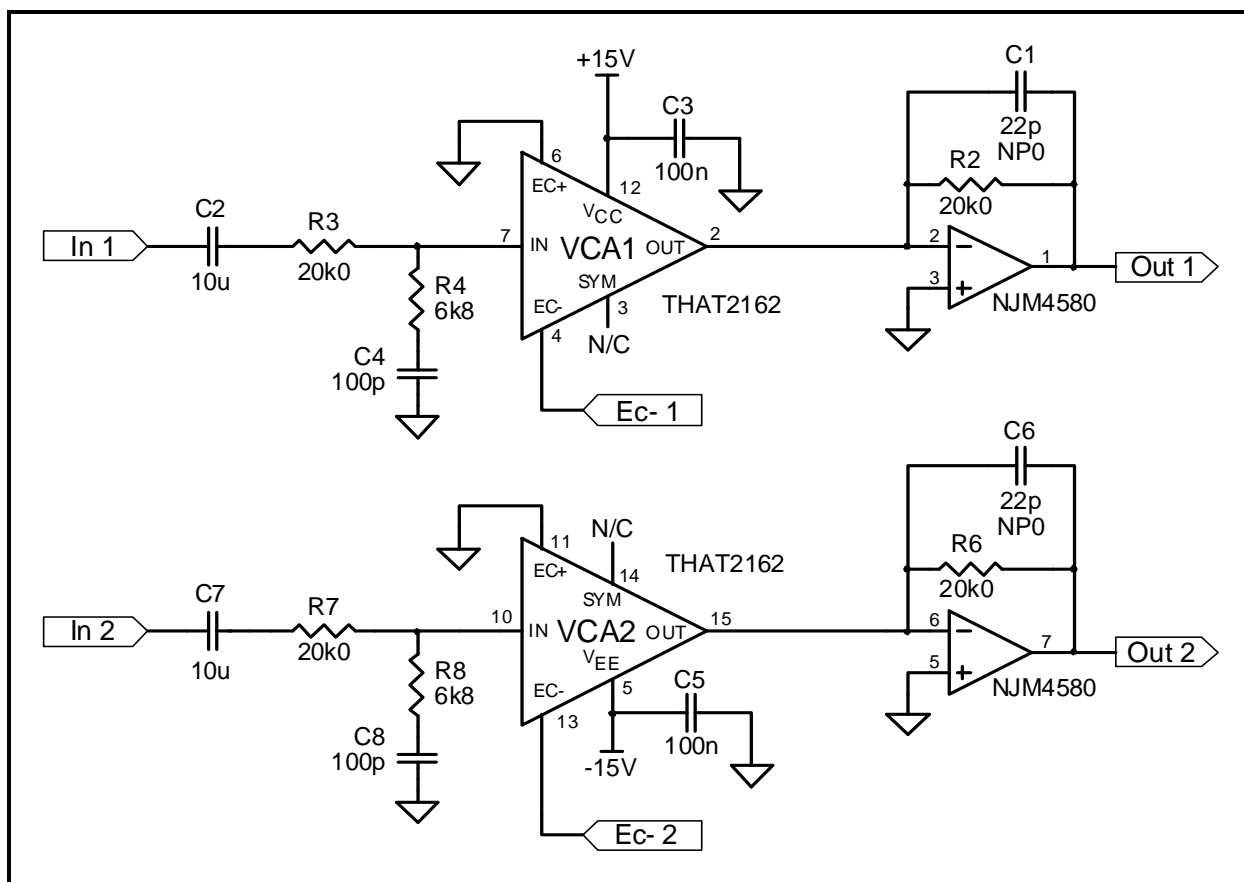 +15V
C1
C3
22p
NP0
100n
6
EC+
12
VCC
R2
20k0
C2
R3
In 1
7
IN
VCA1
OUT
2
2
1
Out 1
10u
20k0
R4
6k8
SYM
3
THAT2162
3
NJM4580
EC-
4
N/C
C4
100p
Ec- 1
C6
22p
NP0
N/C
11
EC+
14
THAT2162
R6
20k0
C7
R7
SYM
In 2
10
IN
VCA2
OUT
15
6
7
Out 2
10u
20k0
R8
6k8
VEE
5
C5
5
NJM4580
EC-
13
100n
C8
100p
-15V
Ec- 2